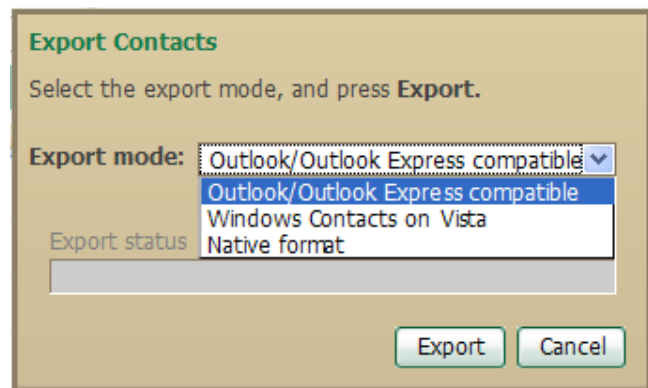 Export Contacts
Select the export mode, and press Export.
Export mode: Outlook/Outlook Express compatible
Outlook/Outlook Express compatible
Windows Contacts on Vista
Export status Native format
Export Cancel